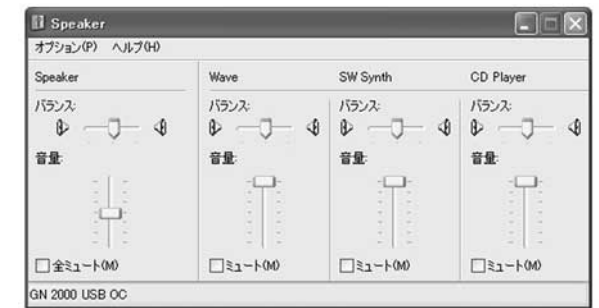 Speaker
オプション(P) ヘルプ(H)
Speaker Wave SW Synth CD Player
バランス: バランス: バランス: バランス:
音量: 音量: 音量: 音量:
全ミュート(M) ミュート(M) ミュート(M) ミュート(M)
GN 2000 USB OC